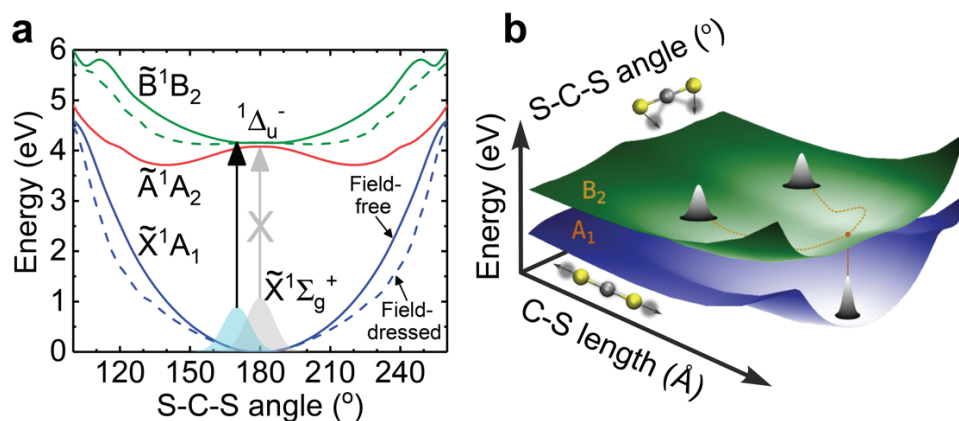 a
6
5
4
3
2
1
0
Energy (eV)
120 150 180 210 240
S-C-S angle (°)
B̃¹B₂
¹Δᵤ⁻
òA₂
X̃¹A₁
X
X̃¹Σg⁺
Field-
free
Field-
dressed
b
S-C-S angle (°)
Energy (eV)
B₂
A₁
C-S length (Å)